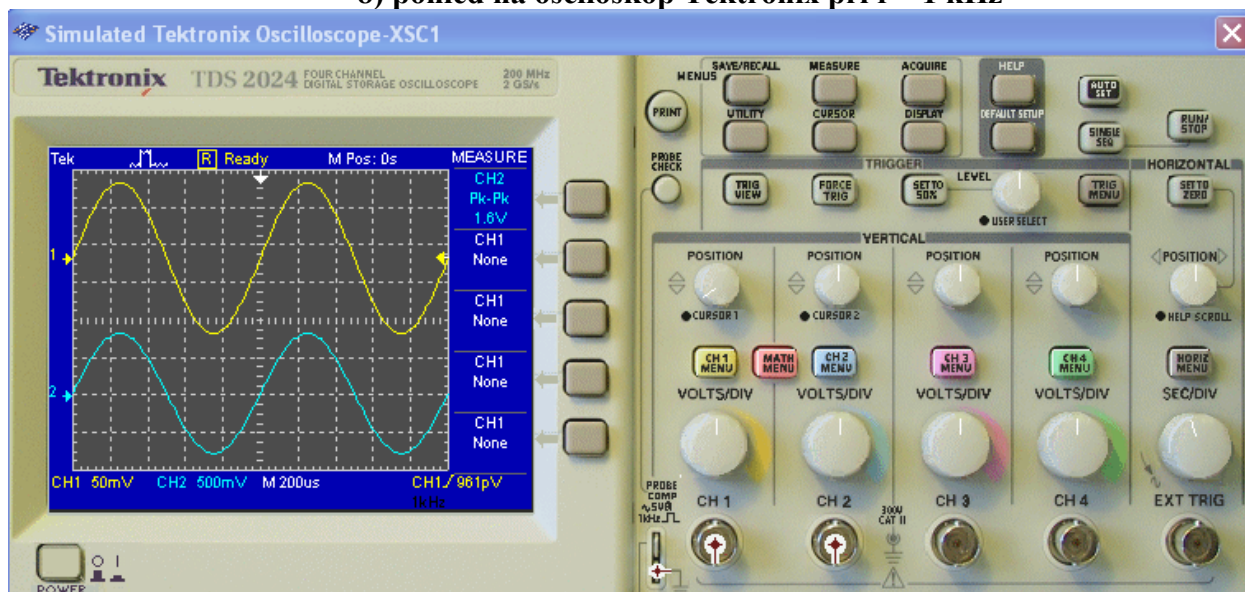 b) pohled na osciloskop Tektronix při f = 1 kHz
Simulated Tektronix Oscilloscope-XSC1
Tektronix TDS 2024 FOUR CHANNEL DIGITAL STORAGE OSCILLOSCOPE 200 MHz 2 GS/s
Tek R Ready M Pos: 0s MEASURE
CH2
Pk-Pk
1.6V
CH1
None
CH1
None
CH1
None
CH1
None
1
2
CH1 50mV CH2 500mV M 200us CH1 / 961pV
1kHz
POWER
MENUS
SAVE/RECALL MEASURE ACQUIRE HELP
AUTO SET
PRINT
UTILITY CURSOR DISPLAY DEFAULT SETUP
SINGLE SEQ
RUN/STOP
PROBE CHECK
TRIGGER
HORIZONTAL
TRIG VIEW
FORCE TRIG
SET TO 50%
LEVEL
TRIG MENU
SET TO ZERO
USER SELECT
VERTICAL
POSITION POSITION POSITION POSITION POSITION
CURSOR 1 CURSOR 2 HELP SCROLL
CH 1 MENU
MATH MENU
CH 2 MENU
CH 3 MENU
CH 4 MENU
HORIZ MENU
VOLTS/DIV VOLTS/DIV VOLTS/DIV VOLTS/DIV SEC/DIV
PROBE COMP
~5V@
1kHz
CH 1 CH 2 CH 3 CH 4 EXT TRIG
300V
CAT II